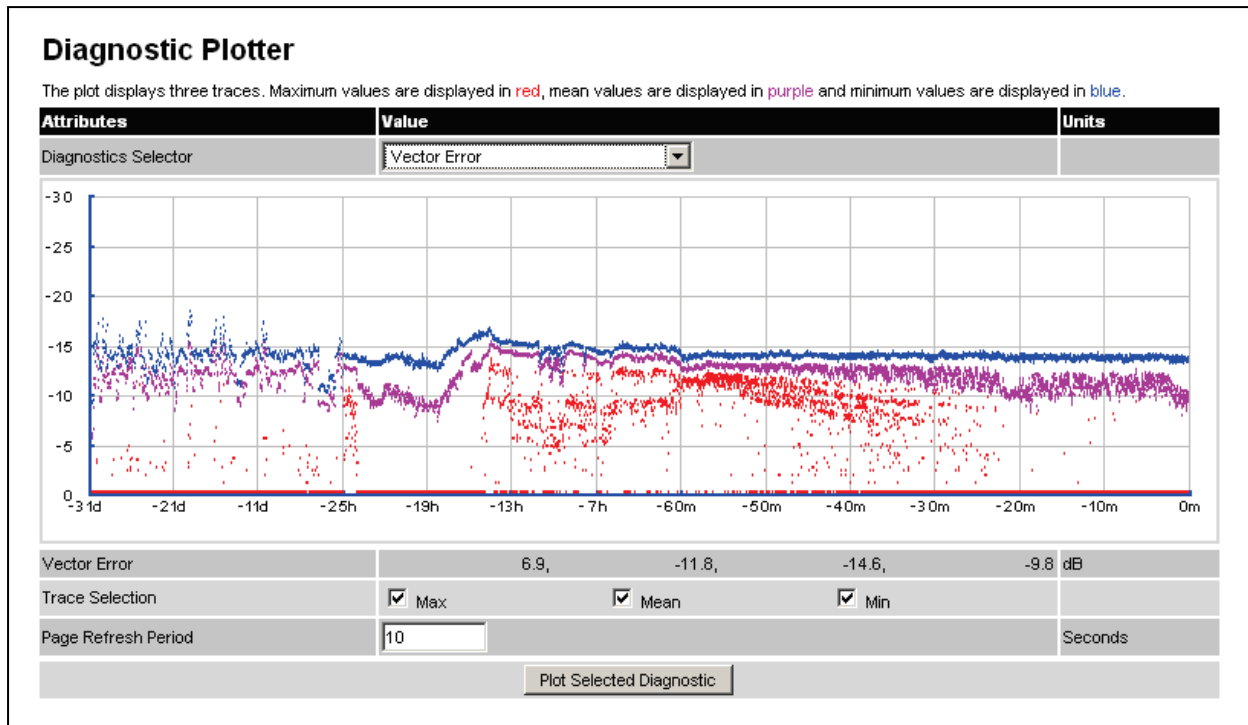 Diagnostic Plotter
The plot displays three traces. Maximum values are displayed in red, mean values are displayed in purple and minimum values are displayed in blue.
Attributes Value Units
Diagnostics Selector Vector Error
-30
-25
-20
-15
-10
-5
0
-31d -21d -11d -25h -19h -13h -7h -60m -50m -40m -30m -20m -10m 0m
Vector Error 6.9, -11.8, -14.6, -9.8 dB
Trace Selection Max Mean Min
Page Refresh Period 10 Seconds
Plot Selected Diagnostic